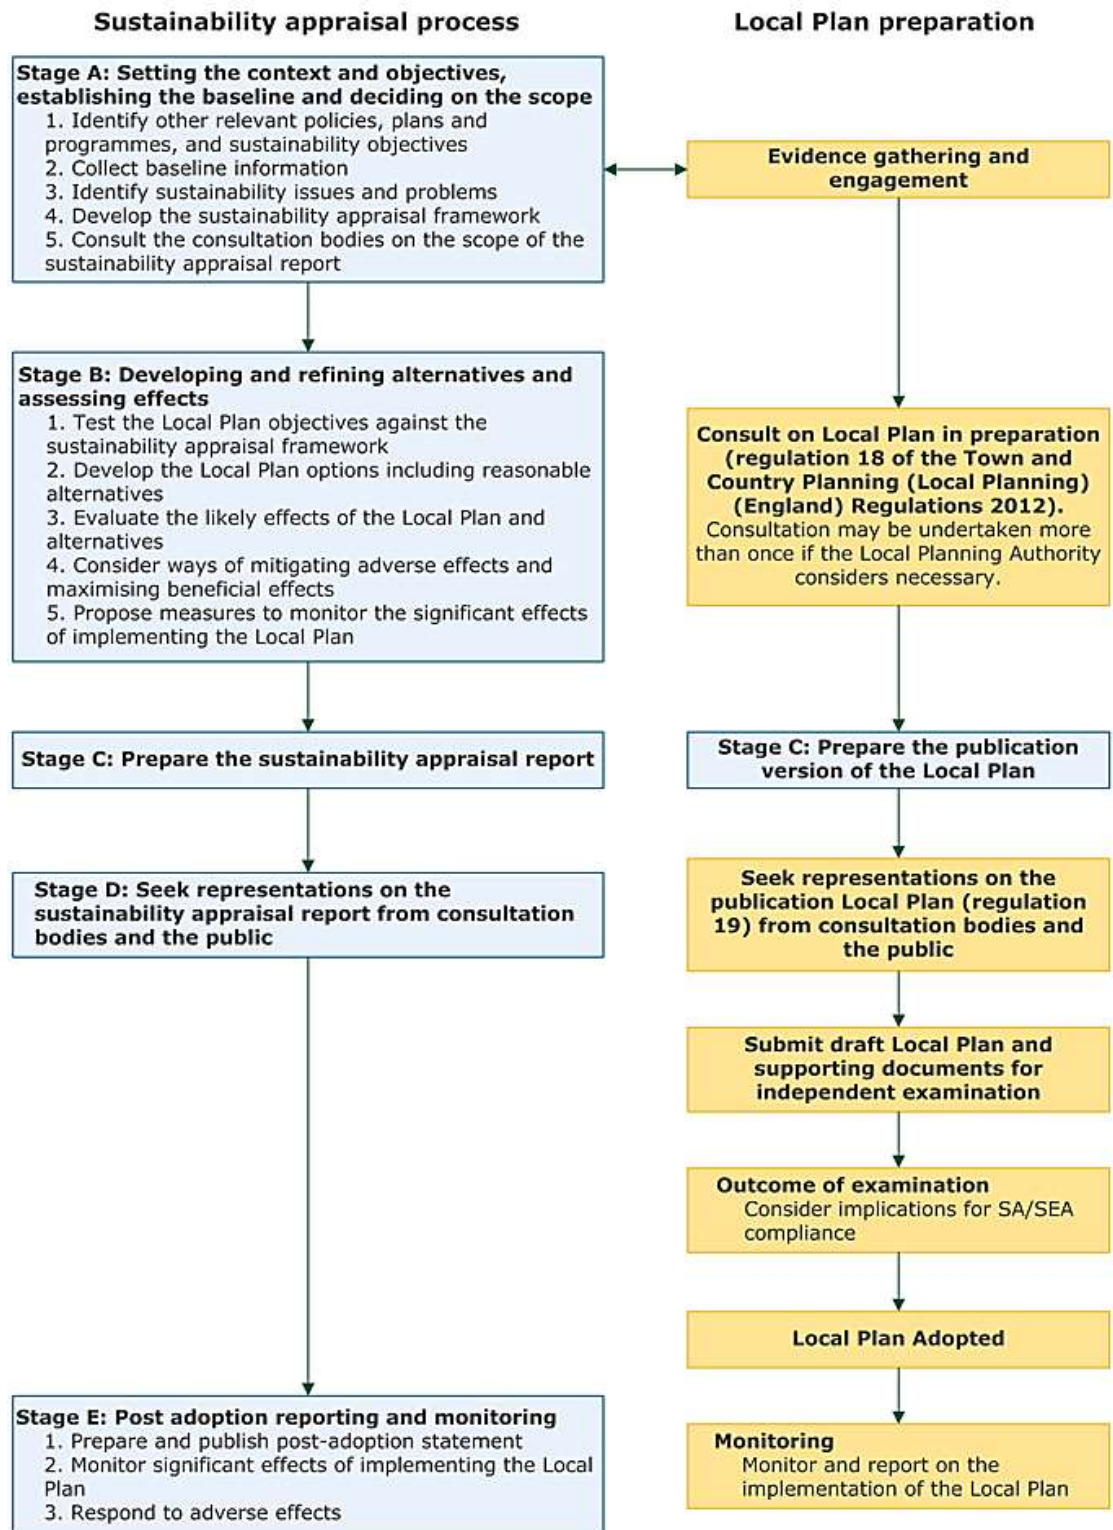 Sustainability appraisal process
Local Plan preparation
Stage A: Setting the context and objectives,
establishing the baseline and deciding on the scope
1. Identify other relevant policies, plans and
programmes, and sustainability objectives
2. Collect baseline information
3. Identify sustainability issues and problems
4. Develop the sustainability appraisal framework
5. Consult the consultation bodies on the scope of the
sustainability appraisal report
Evidence gathering and
engagement
Stage B: Developing and refining alternatives and
assessing effects
1. Test the Local Plan objectives against the
sustainability appraisal framework
2. Develop the Local Plan options including reasonable
alternatives
3. Evaluate the likely effects of the Local Plan and
alternatives
4. Consider ways of mitigating adverse effects and
maximising beneficial effects
5. Propose measures to monitor the significant effects
of implementing the Local Plan
Consult on Local Plan in preparation
(regulation 18 of the Town and
Country Planning (Local Planning)
(England) Regulations 2012).
Consultation may be undertaken more
than once if the Local Planning Authority
considers necessary.
Stage C: Prepare the sustainability appraisal report
Stage C: Prepare the publication
version of the Local Plan
Stage D: Seek representations on the
sustainability appraisal report from consultation
bodies and the public
Seek representations on the
publication Local Plan (regulation
19) from consultation bodies and
the public
Submit draft Local Plan and
supporting documents for
independent examination
Outcome of examination
Consider implications for SA/SEA
compliance
Local Plan Adopted
Stage E: Post adoption reporting and monitoring
1. Prepare and publish post-adoption statement
2. Monitor significant effects of implementing the Local
Plan
3. Respond to adverse effects
Monitoring
Monitor and report on the
implementation of the Local Plan